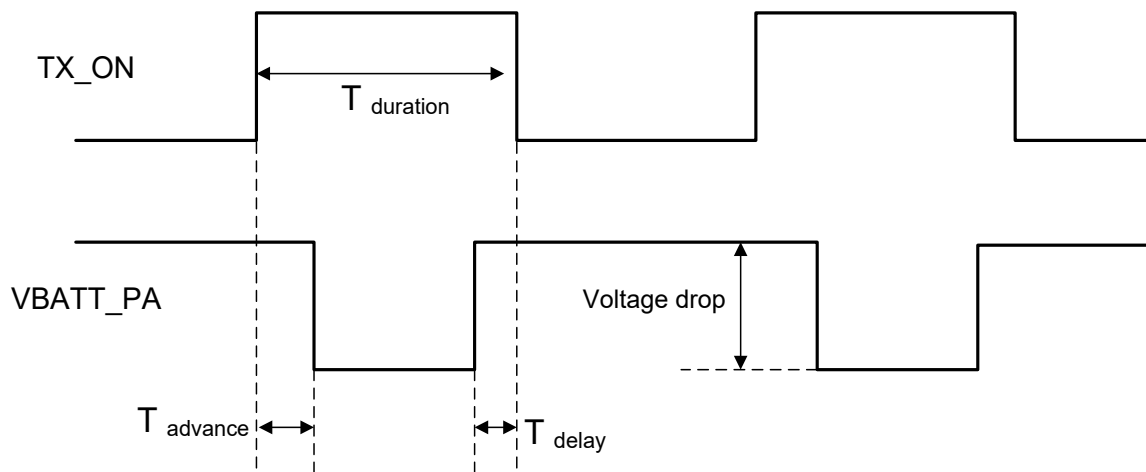 TX_ON
T duration
VBATT_PA
Voltage drop
T advance
T delay